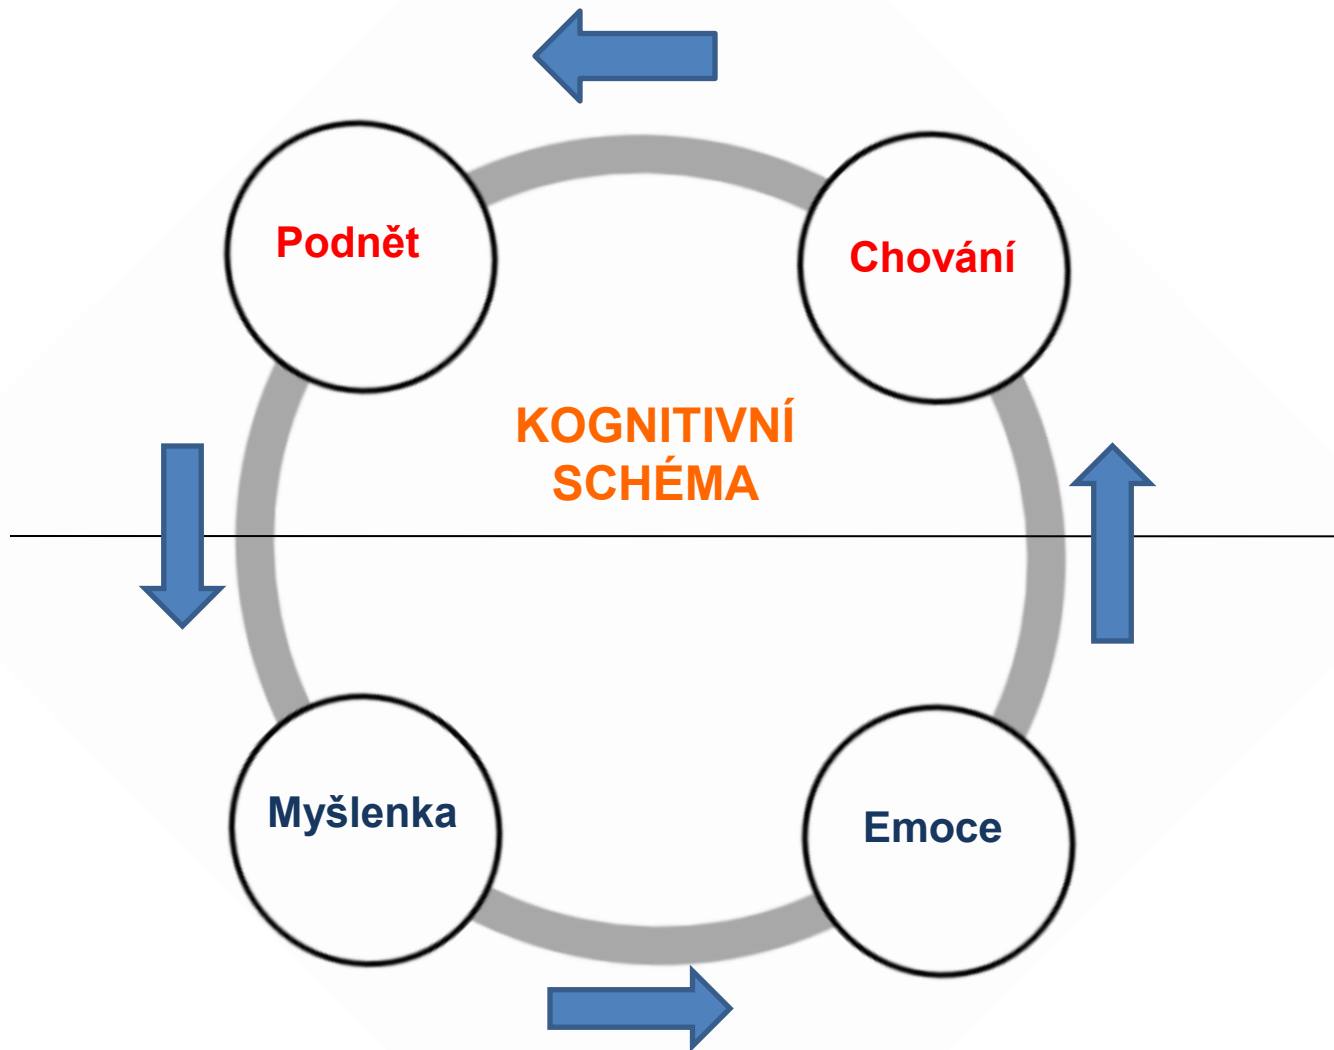 Podnět
Chování
KOGNITIVNÍ
SCHÉMA
Myšlenka
Emoce